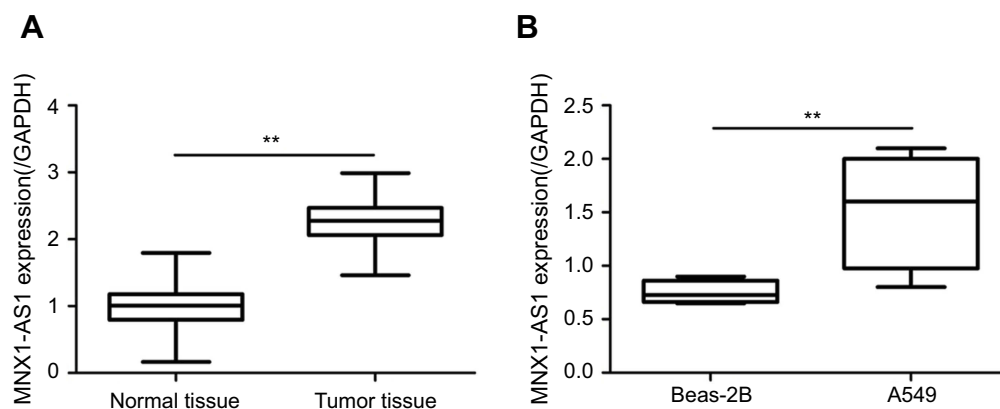 A
MNX1-AS1 expression(/GAPDH)
4
3
2
1
0
**
Normal tissue
Tumor tissue
B
MNX1-AS1 expression(/GAPDH)
2.5
2.0
1.5
1.0
0.5
0.0
**
Beas-2B
A549